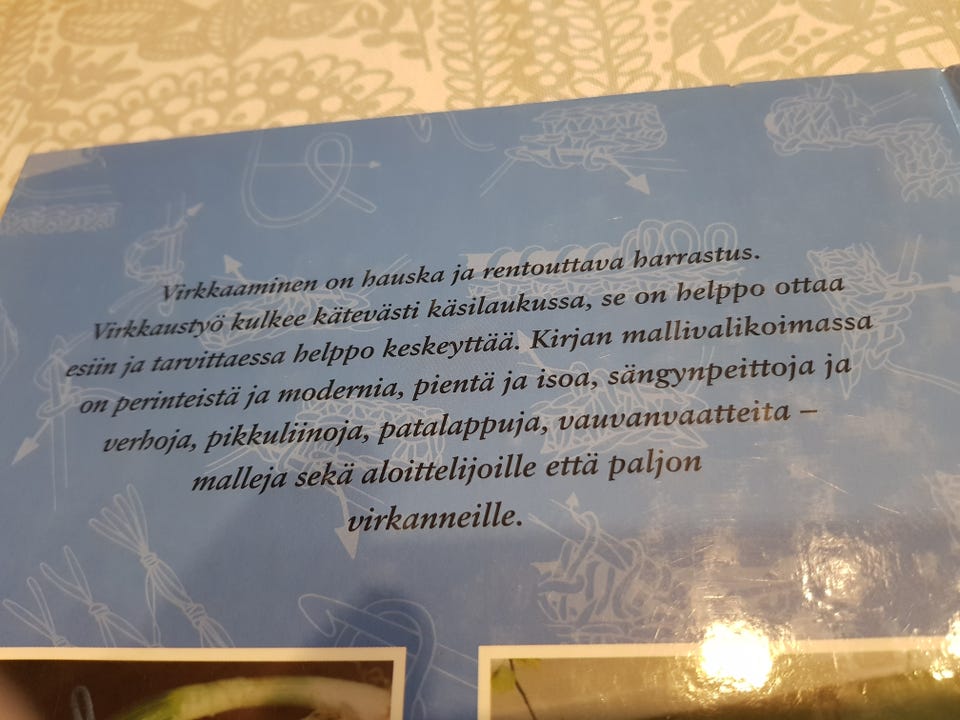 Virkkaaminen on hauska ja rentouttava harrastus.
Virkkaustyö kulkee kätevästi käsilaukussa, se on helppo ottaa
esiin ja tarvittaessa helppo keskeyttää. Kirjan mallivalikoimassa
on perinteistä ja modernia, pientä ja isoa, sängynpeittoja ja
verhoja, pikkuliinoja, patalappuja, vauvanvaatteita –
malleja sekä aloittelijoille että paljon
virkanneille.